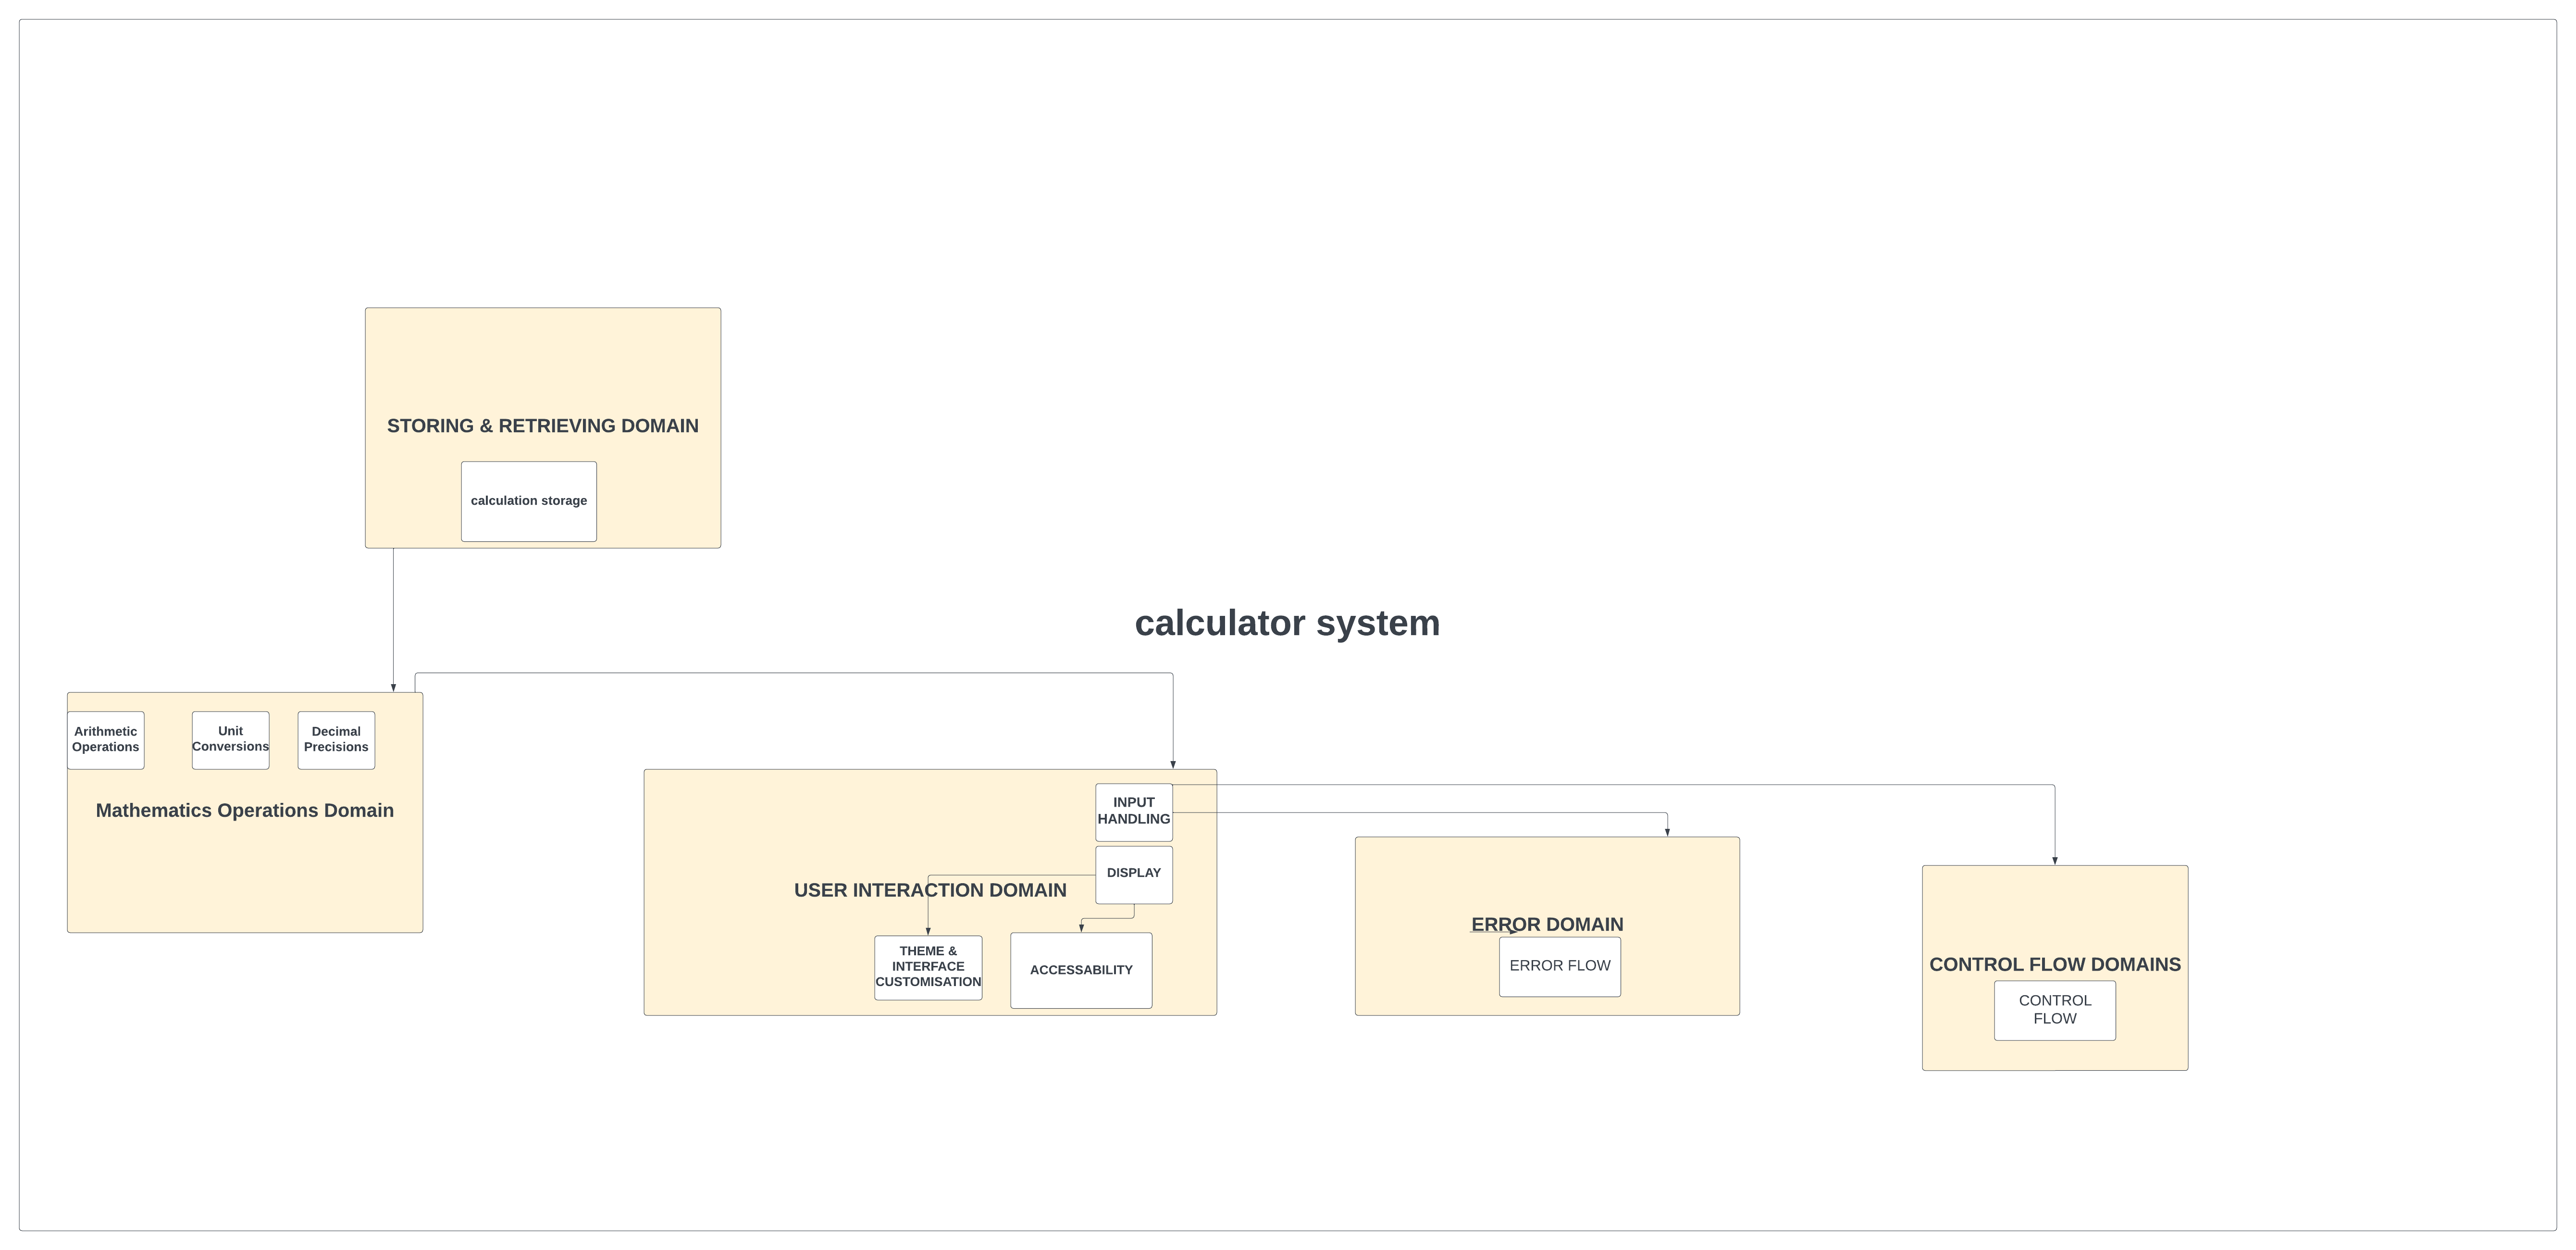 STORING & RETRIEVING DOMAIN
calculation storage
calculator system
Arithmetic
Operations
Unit
Conversions
Decimal
Precisions
Mathematics Operations Domain
INPUT
HANDLING
DISPLAY
USER INTERACTION DOMAIN
THEME &
INTERFACE
CUSTOMISATION
ACCESSABILITY
ERROR DOMAIN
ERROR FLOW
CONTROL FLOW DOMAINS
CONTROL
FLOW